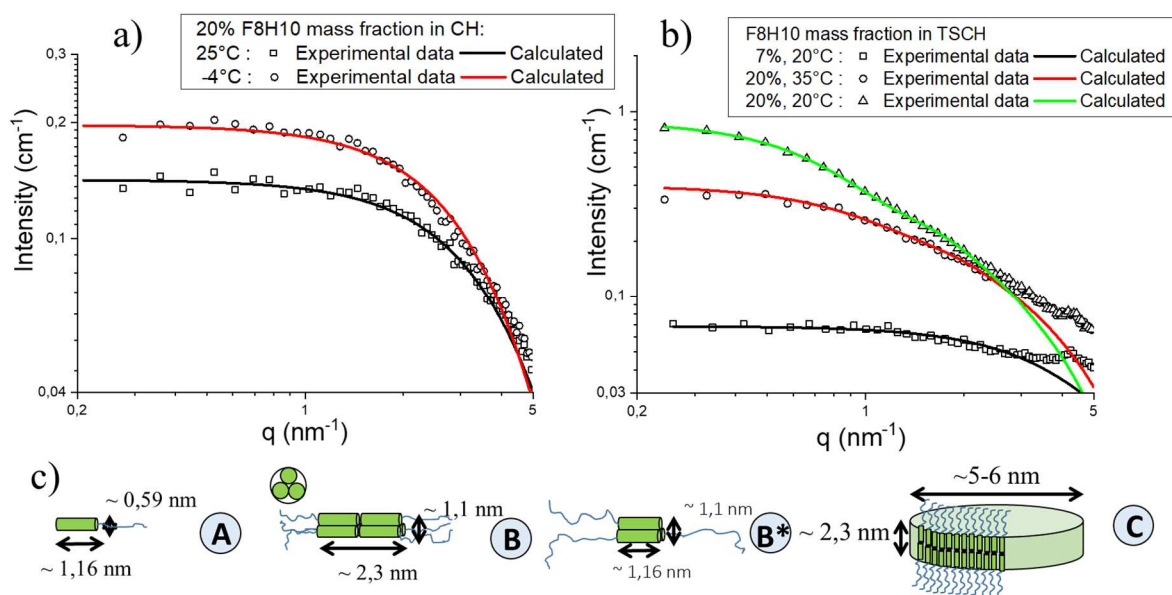 a)
20% F8H10 mass fraction in CH:
25°C : □ Experimental data — Calculated
-4°C : ○ Experimental data — Calculated
0,3
0,2
0,1
0,04
Intensity (cm⁻¹)
0,2
1
5
q (nm⁻¹)
b)
F8H10 mass fraction in TSCH
7%, 20°C : □ Experimental data — Calculated
20%, 35°C : ○ Experimental data — Calculated
20%, 20°C : △ Experimental data — Calculated
1
0,1
0,03
Intensity (cm⁻¹)
0,2
1
5
q (nm⁻¹)
c)
~ 0,59 nm
~ 1,16 nm
A
~ 1,1 nm
~ 2,3 nm
B
~ 1,1 nm
~ 1,16 nm
B*
~5-6 nm
~ 2,3 nm
C